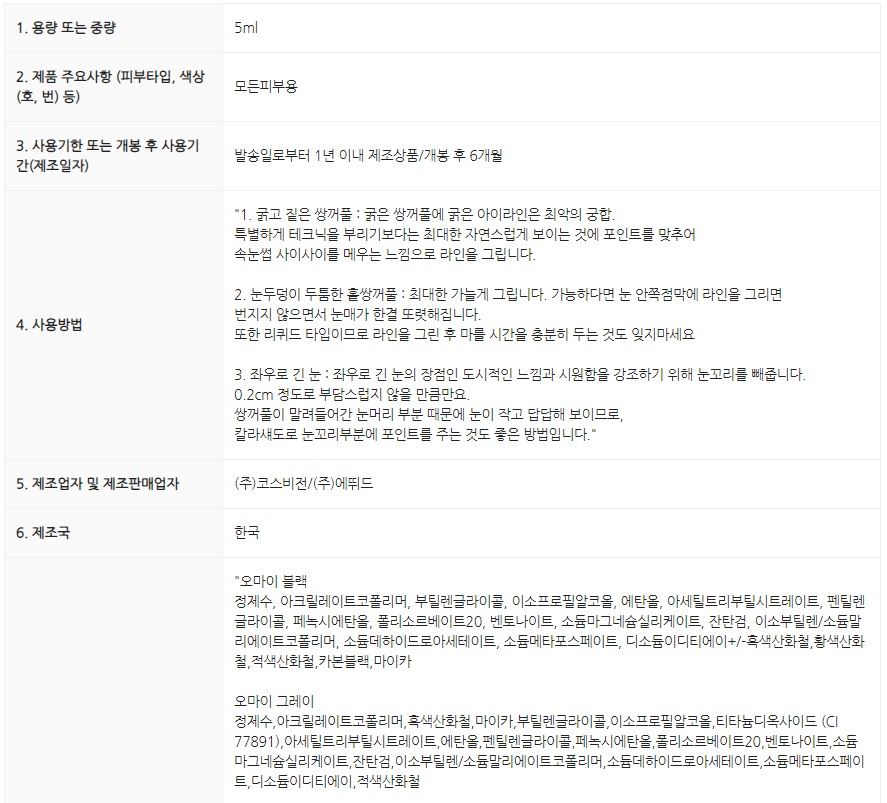 1. 용량 또는 중량
5ml
2. 제품 주요사항 (피부타입, 색상
(호, 번) 등)
모든피부용
3. 사용기한 또는 개봉 후 사용기
간(제조일자)
발송일로부터 1년 이내 제조상품/개봉 후 6개월
4. 사용방법
"1. 굵고 짙은 쌍꺼풀 : 굵은 쌍꺼풀에 굵은 아이라인은 최악의 궁합.
특별하게 테크닉을 부리기보다는 최대한 자연스럽게 보이는 것에 포인트를 맞추어
속눈썹 사이사이를 메우는 느낌으로 라인을 그립니다.
2. 눈두덩이 두툼한 홑쌍꺼풀 : 최대한 가늘게 그립니다. 가능하다면 눈 안쪽점막에 라인을 그리면
번지지 않으면서 눈매가 한결 또렷해집니다.
또한 리퀴드 타입이므로 라인을 그린 후 마를 시간을 충분히 두는 것도 잊지마세요
3. 좌우로 긴 눈 : 좌우로 긴 눈의 장점인 도시적인 느낌과 시원함을 강조하기 위해 눈꼬리를 빼줍니다.
0.2cm 정도로 부담스럽지 않을 만큼만요.
쌍꺼풀이 말려들어간 눈머리 부분 때문에 눈이 작고 답답해 보이므로,
칼라섀도로 눈꼬리부분에 포인트를 주는 것도 좋은 방법입니다."
5. 제조업자 및 제조판매업자
(주)코스비전/(주)에뛰드
6. 제조국
한국
"오마이 블랙
정제수, 아크릴레이트코폴리머, 부틸렌글라이콜, 이소프로필알코올, 에탄올, 아세틸트리부틸시트레이트, 펜틸렌
글라이콜, 페녹시에탄올, 폴리소르베이트20, 벤토나이트, 소듐마그네슘실리케이트, 잔탄검, 이소부틸렌/소듐말
리에이트코폴리머, 소듐데하이드로아세테이트, 소듐메타포스페이트, 디소듐이디티에이+/-흑색산화철,황색산화
철,적색산화철,카본블랙,마이카
오마이 그레이
정제수,아크릴레이트코폴리머,흑색산화철,마이카,부틸렌글라이콜,이소프로필알코올,티타늄디옥사이드 (CI
77891),아세틸트리부틸시트레이트,에탄올,펜틸렌글라이콜,페녹시에탄올,폴리소르베이트20,벤토나이트,소듐
마그네슘실리케이트,잔탄검,이소부틸렌/소듐말리에이트코폴리머,소듐데하이드로아세테이트,소듐메타포스페이
트,디소듐이디티에이,적색산화철